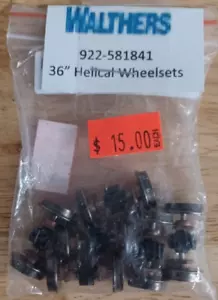 WALTHERS
922-581841
36" Helical Wheelsets
$ 15.00